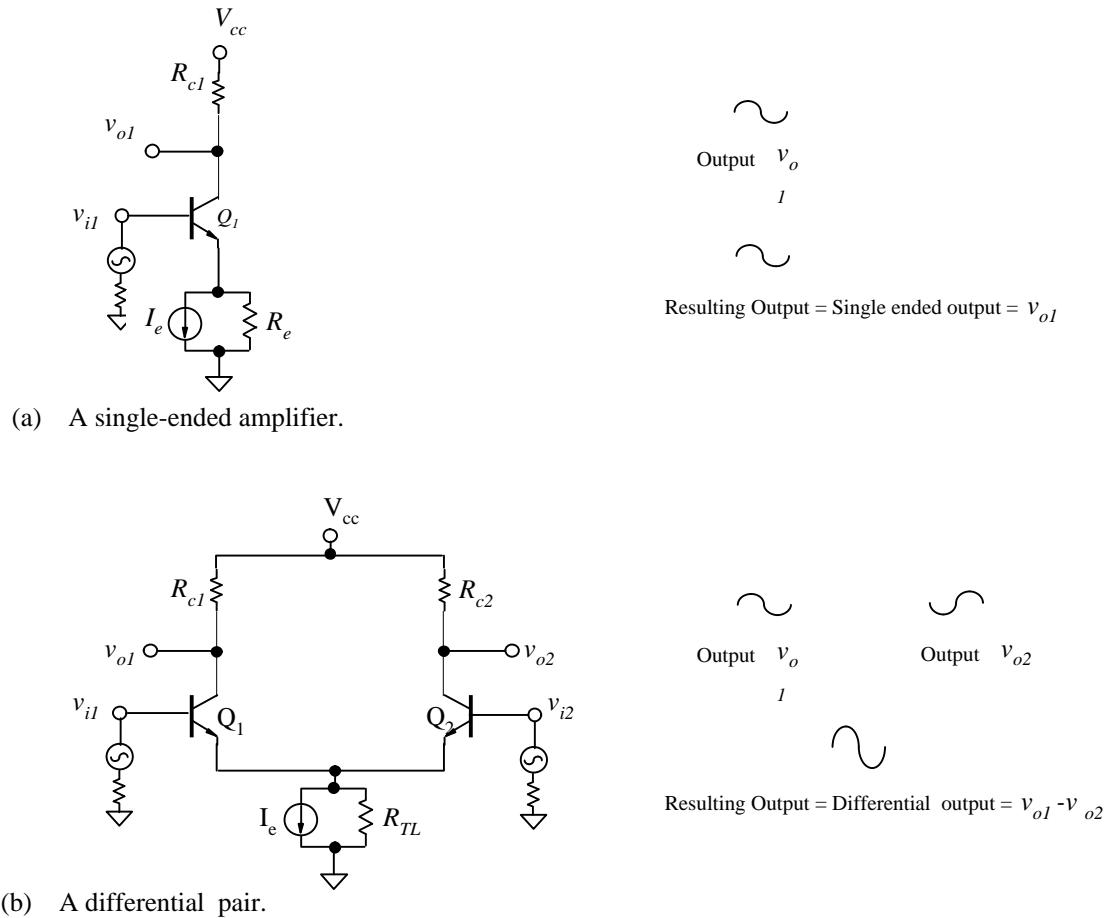 V_cc
R_c1
v_o1
v_i1
Q_1
I_e
R_e
Output v_o
1
Resulting Output = Single ended output = v_o1
(a) A single-ended amplifier.
V_cc
R_c1
R_c2
v_o1
v_o2
v_i1
Q_1
Q_2
v_i2
I_e
R_TL
Output v_o
1
Output v_o2
Resulting Output = Differential output = v_o1 -v_o2
(b) A differential pair.